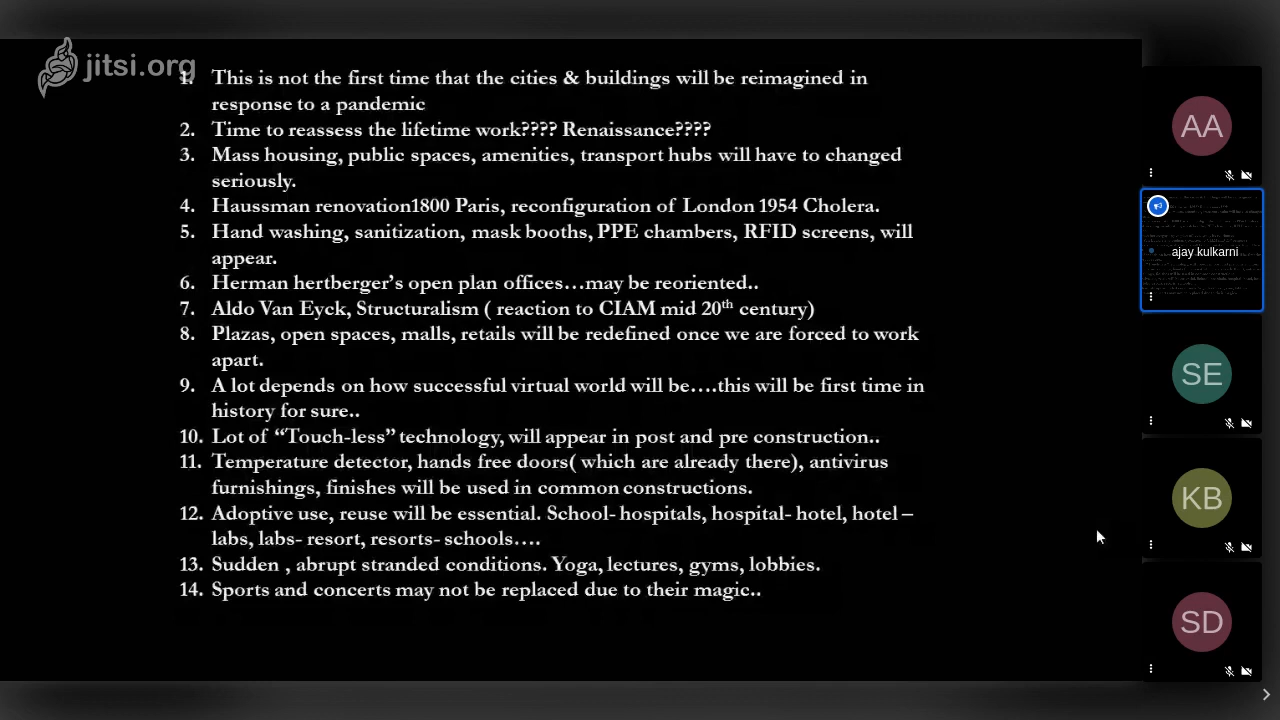 jitsi.org
1. This is not the first time that the cities & buildings will be reimagined in
response to a pandemic
2. Time to reassess the lifetime work???? Renaissance????
3. Mass housing, public spaces, amenities, transport hubs will have to changed
seriously.
4. Haussman renovation1800 Paris, reconfiguration of London 1954 Cholera.
5. Hand washing, sanitization, mask booths, PPE chambers, RFID screens, will
appear.
6. Herman hertberger’s open plan offices…may be reoriented..
7. Aldo Van Eyck, Structuralism ( reaction to CIAM mid 20th century)
8. Plazas, open spaces, malls, retails will be redefined once we are forced to work
apart.
9. A lot depends on how successful virtual world will be….this will be first time in
history for sure..
10. Lot of “Touch-less” technology, will appear in post and pre construction..
11. Temperature detector, hands free doors( which are already there), antivirus
furnishings, finishes will be used in common constructions.
12. Adoptive use, reuse will be essential. School- hospitals, hospital- hotel, hotel –
labs, labs- resort, resorts- schools….
13. Sudden , abrupt stranded conditions. Yoga, lectures, gyms, lobbies.
14. Sports and concerts may not be replaced due to their magic..
AA
ajay kulkarni
SE
KB
SD